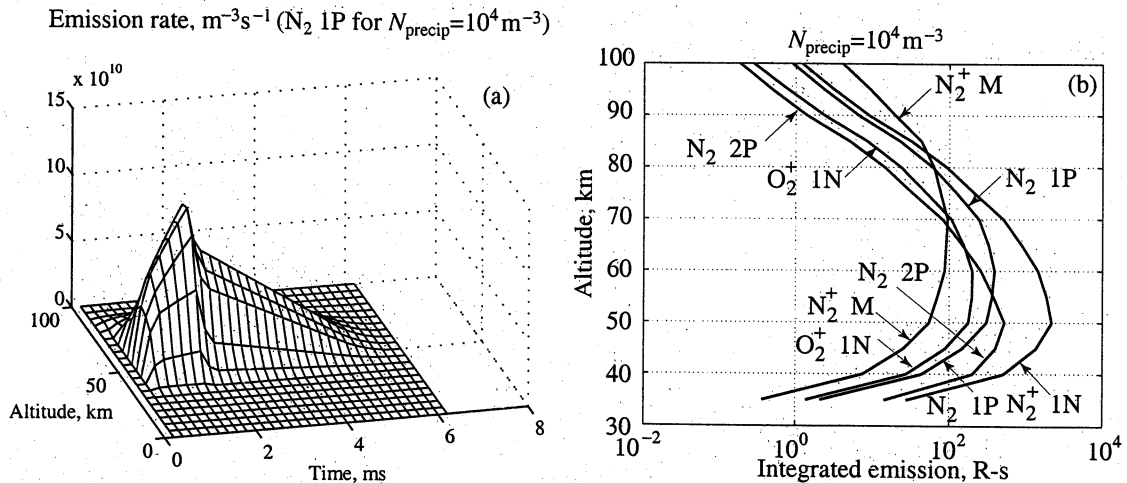 Emission rate, m⁻³s⁻¹ (N₂ 1P for N_precip=10⁴m⁻³)
x 10¹⁰
15
10
5
0
100
50
0
Altitude, km
0
2
4
6
8
Time, ms
(a)
N_precip=10⁴m⁻³
100
90
80
70
60
50
40
30
Altitude, km
N₂⁺ M
(b)
N₂ 2P
O₂⁺ 1N
N₂ 1P
N₂ 2P
N₂⁺ M
O₂⁺ 1N
N₂ 1P N₂⁺ 1N
10⁻²
10⁰
10²
10⁴
Integrated emission, R-s